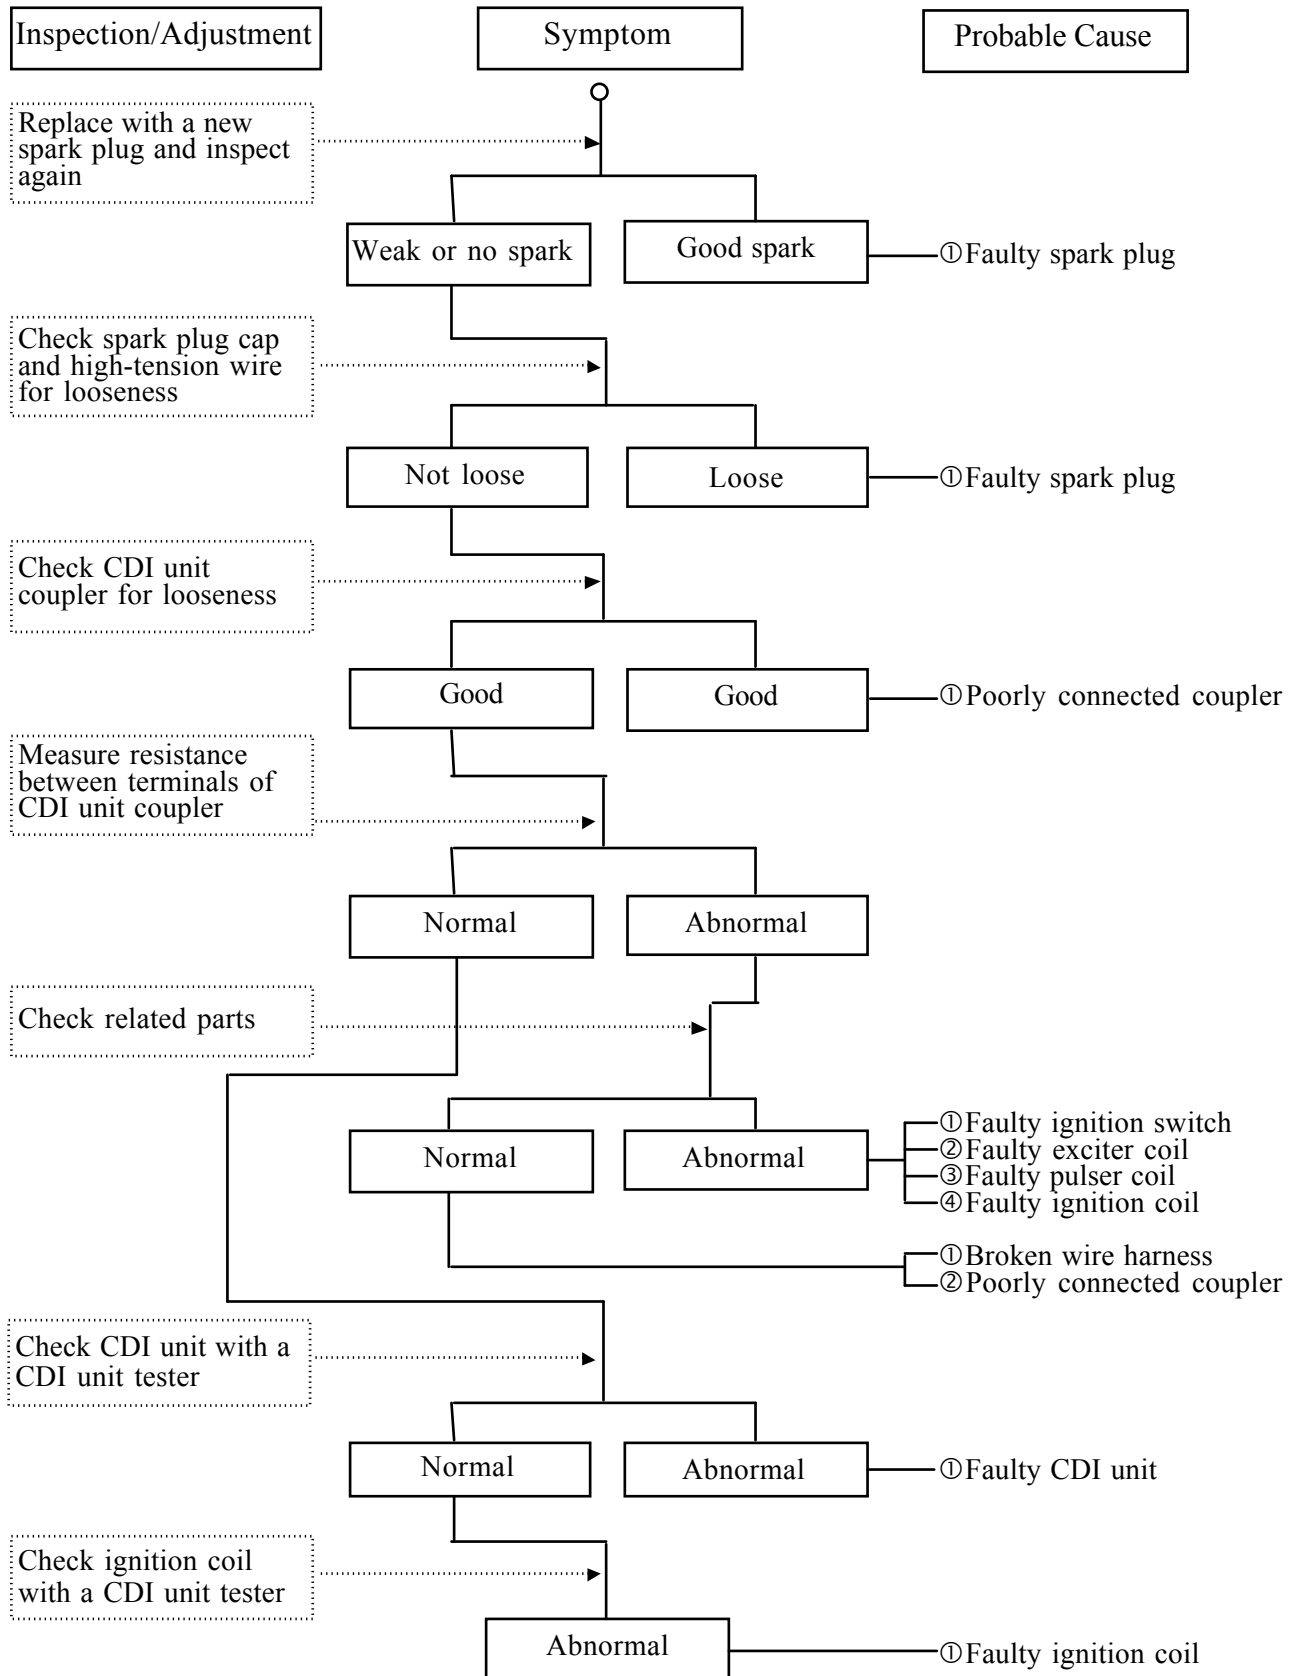 Inspection/Adjustment
Symptom
Probable Cause
Replace with a new
spark plug and inspect
again
Weak or no spark
Good spark
①Faulty spark plug
Check spark plug cap
and high-tension wire
for looseness
Not loose
Loose
①Faulty spark plug
Check CDI unit
coupler for looseness
Good
Good
①Poorly connected coupler
Measure resistance
between terminals of
CDI unit coupler
Normal
Abnormal
Check related parts
Normal
Abnormal
①Faulty ignition switch
②Faulty exciter coil
③Faulty pulser coil
④Faulty ignition coil
①Broken wire harness
②Poorly connected coupler
Check CDI unit with a
CDI unit tester
Normal
Abnormal
①Faulty CDI unit
Check ignition coil
with a CDI unit tester
Abnormal
①Faulty ignition coil